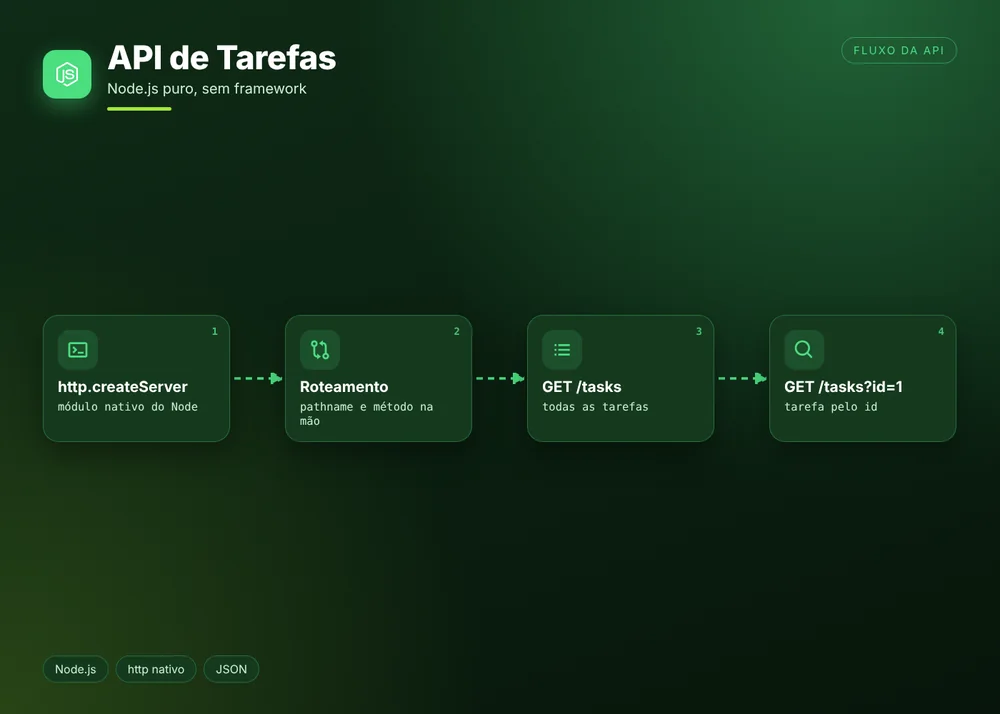 JS
API de Tarefas
Node.js puro, sem framework
FLUXO DA API
1
http.createServer
módulo nativo do Node
2
Roteamento
pathname e método na
mão
3
GET /tasks
todas as tarefas
4
GET /tasks?id=1
tarefa pelo id
Node.js
http nativo
JSON